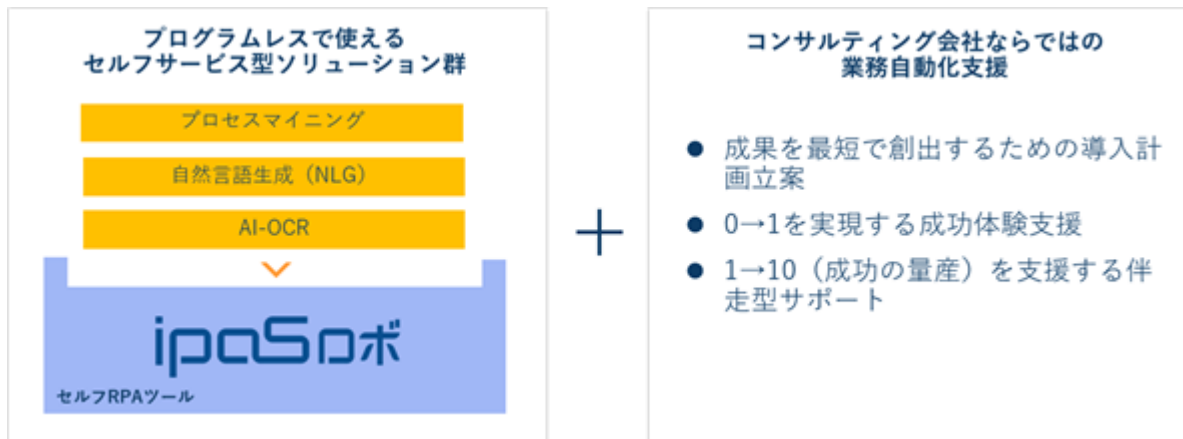 プログラムレスで使える
セルフサービス型ソリューション群
プロセスマイニング
自然言語生成（NLG）
AI-OCR
ipaSロボ
セルフRPAツール
+
コンサルティング会社ならではの
業務自動化支援
● 成果を最短で創出するための導入計
画立案
● 0→1を実現する成功体験支援
● 1→10（成功の量産）を支援する伴
走型サポート